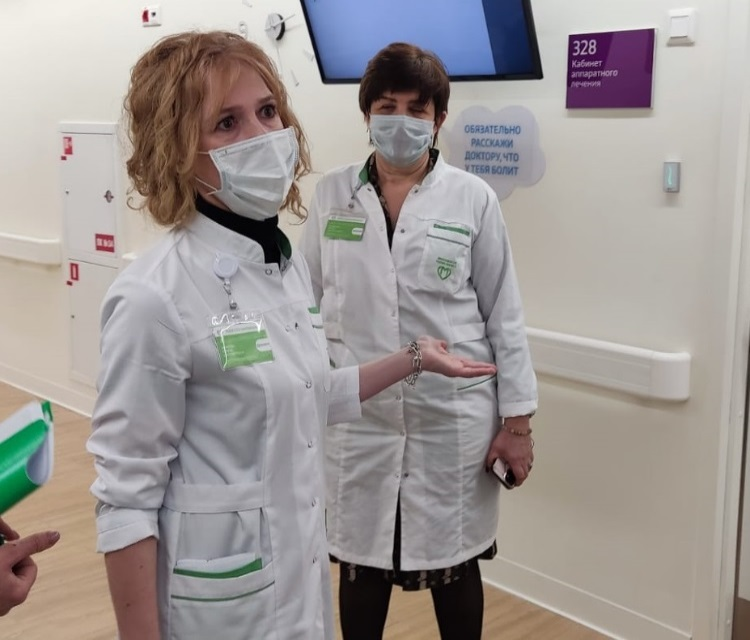 328
Кабинет
аппаратного
лечения
ОБЯЗАТЕЛЬНО
РАССКАЖИ
ДОКТОРУ, ЧТО
У ТЕБЯ БОЛИТ